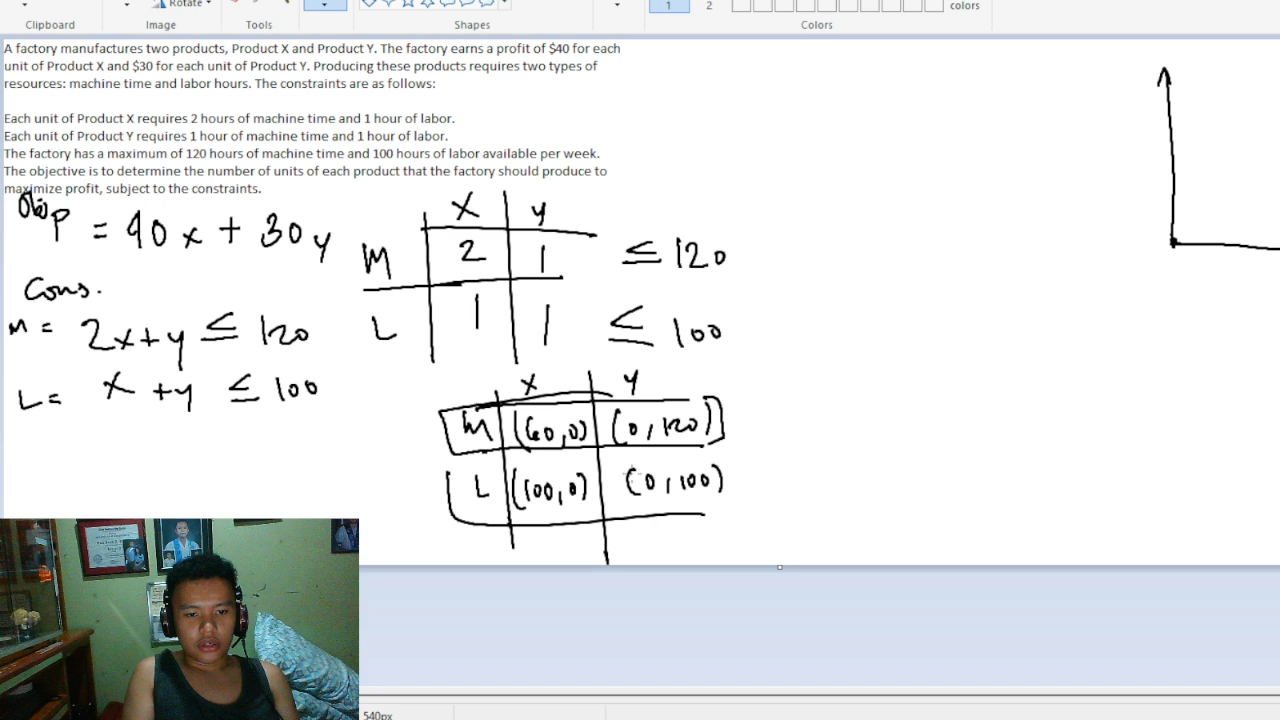 Rotate
1
2
colors
Clipboard
Image
Tools
Shapes
Colors
A factory manufactures two products, Product X and Product Y. The factory earns a profit of $40 for each
unit of Product X and $30 for each unit of Product Y. Producing these products requires two types of
resources: machine time and labor hours. The constraints are as follows:
Each unit of Product X requires 2 hours of machine time and 1 hour of labor.
Each unit of Product Y requires 1 hour of machine time and 1 hour of labor.
The factory has a maximum of 120 hours of machine time and 100 hours of labor available per week.
The objective is to determine the number of units of each product that the factory should produce to
maximize profit, subject to the constraints.
P = 40x + 30y
Cons.
M = 2x+y ≤ 120
L = x +y ≤ 100
X Y
M 2 1 ≤ 120
L 1 1 ≤ 100
X Y
M (60,0) (0,120)
L (100,0) (0,100)
540px